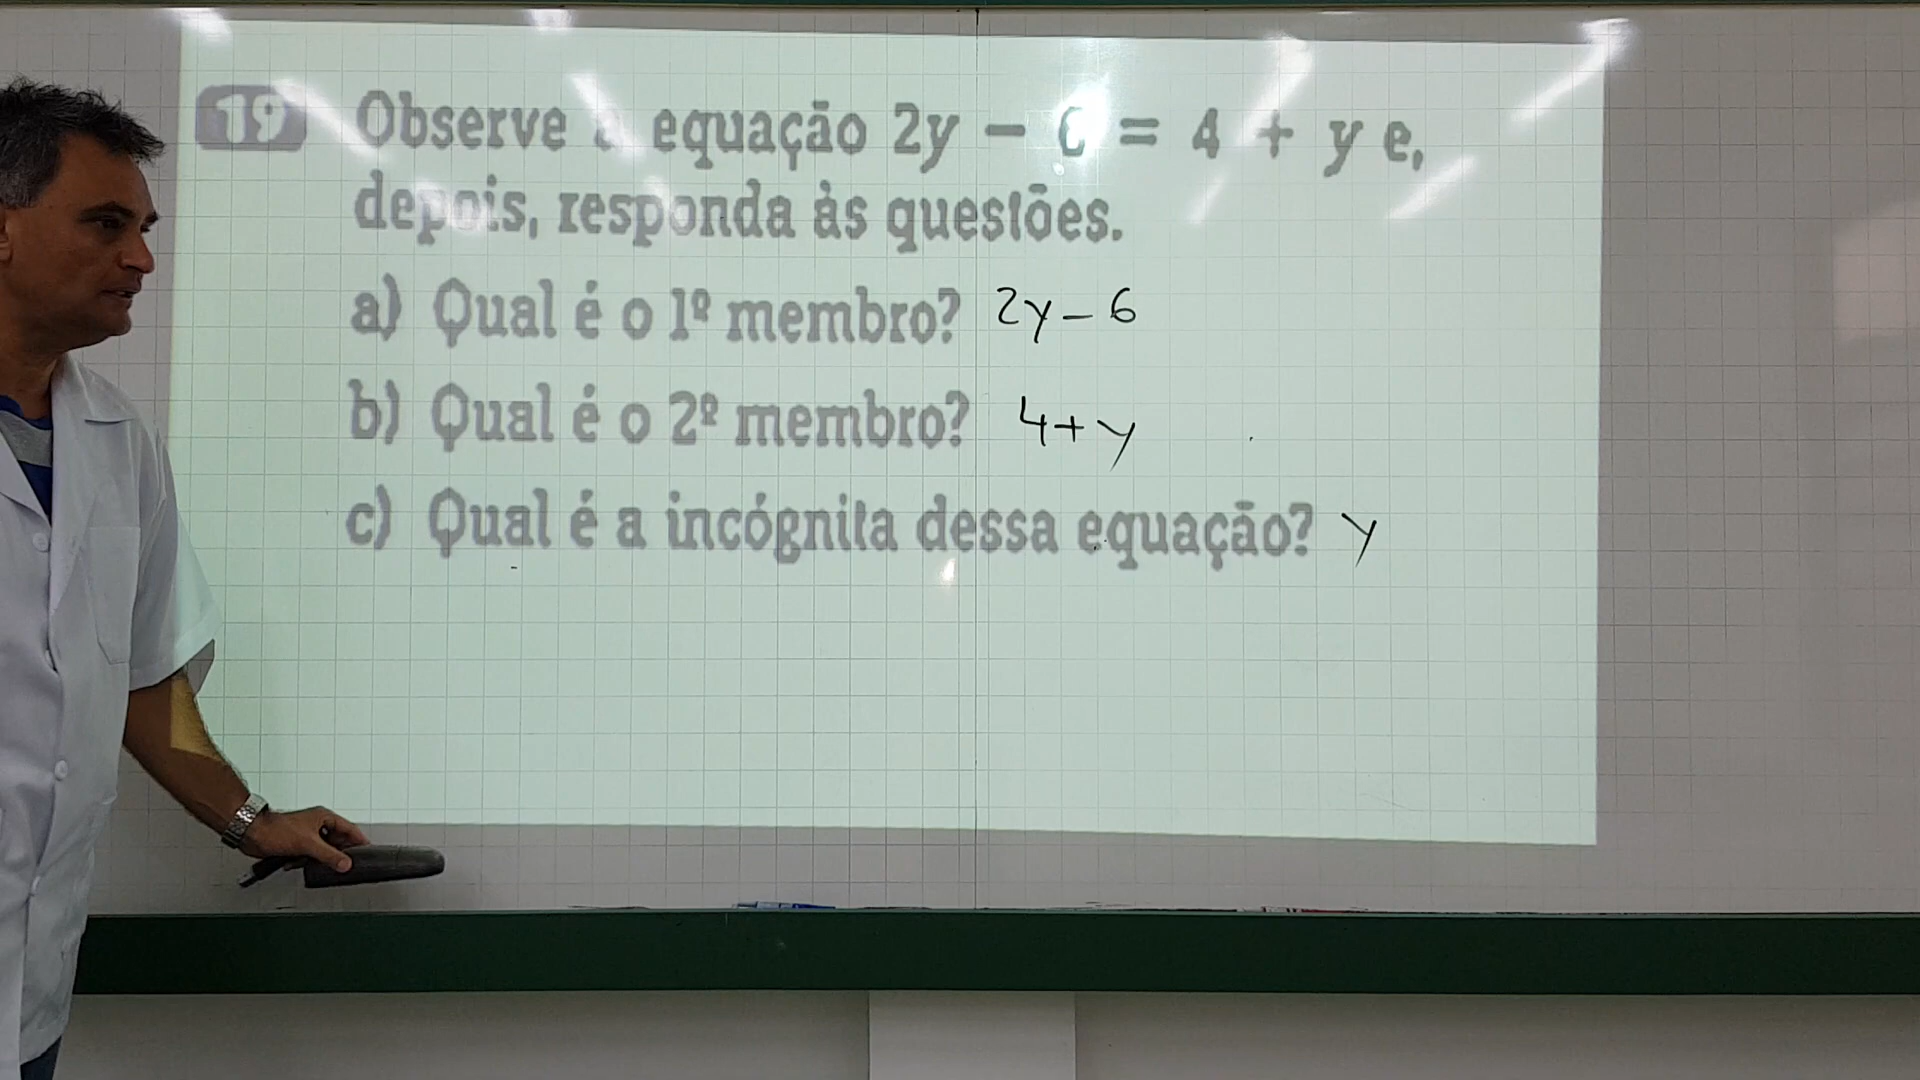 19 Observe a equação 2y - 6 = 4 + y e,
depois, responda às questões.
a) Qual é o 1º membro? 2y - 6
b) Qual é o 2º membro? 4 + y
c) Qual é a incógnita dessa equação? y